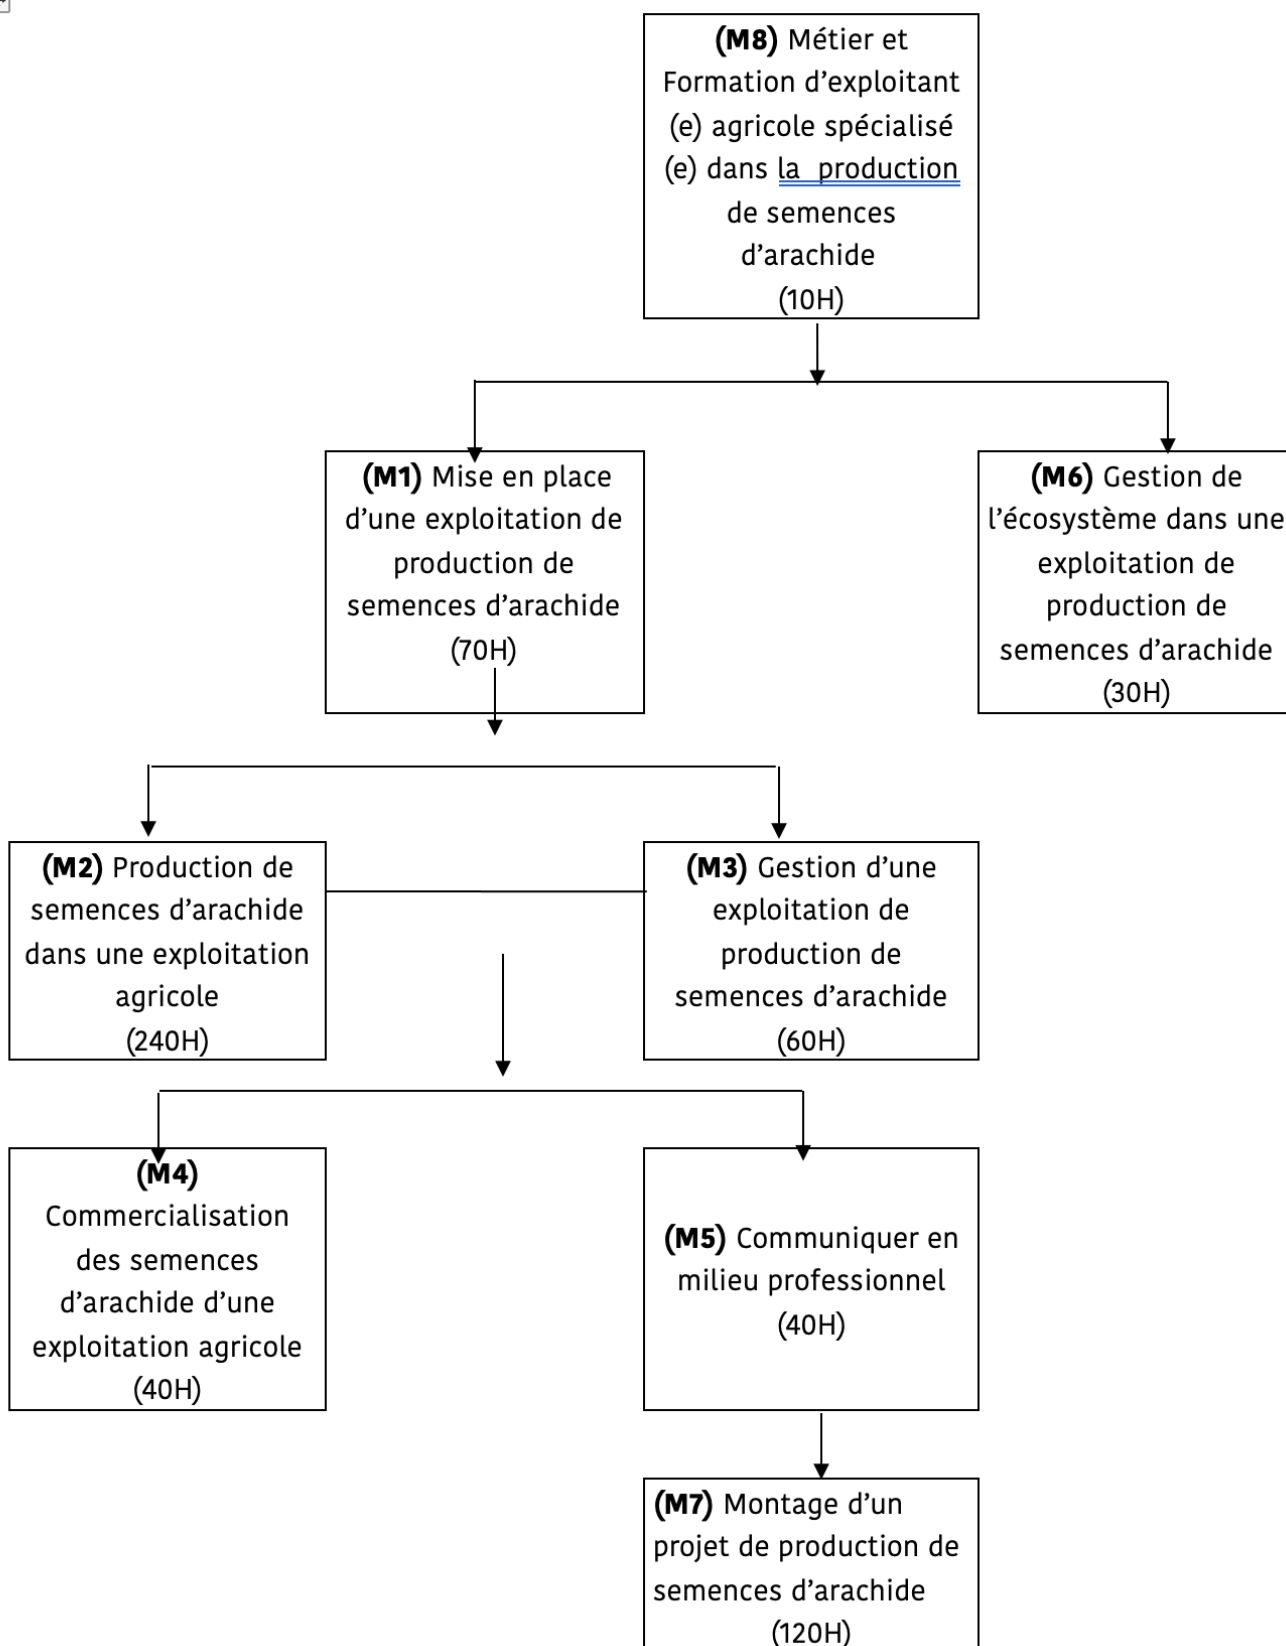 (M8) Métier et
Formation d’exploitant
(e) agricole spécialisé
(e) dans la  production
de semences
d’arachide
(10H)
(M1) Mise en place
d’une exploitation de
production de
semences d’arachide
(70H)
(M6) Gestion de
l’écosystème dans une
exploitation de
production de
semences d’arachide
(30H)
(M2) Production de
semences d’arachide
dans une exploitation
agricole
(240H)
(M3) Gestion d’une
exploitation de
production de
semences d’arachide
(60H)
(M4)
Commercialisation
des semences
d’arachide d’une
exploitation agricole
(40H)
(M5) Communiquer en
milieu professionnel
(40H)
(M7) Montage d’un
projet de production de
semences d’arachide
(120H)